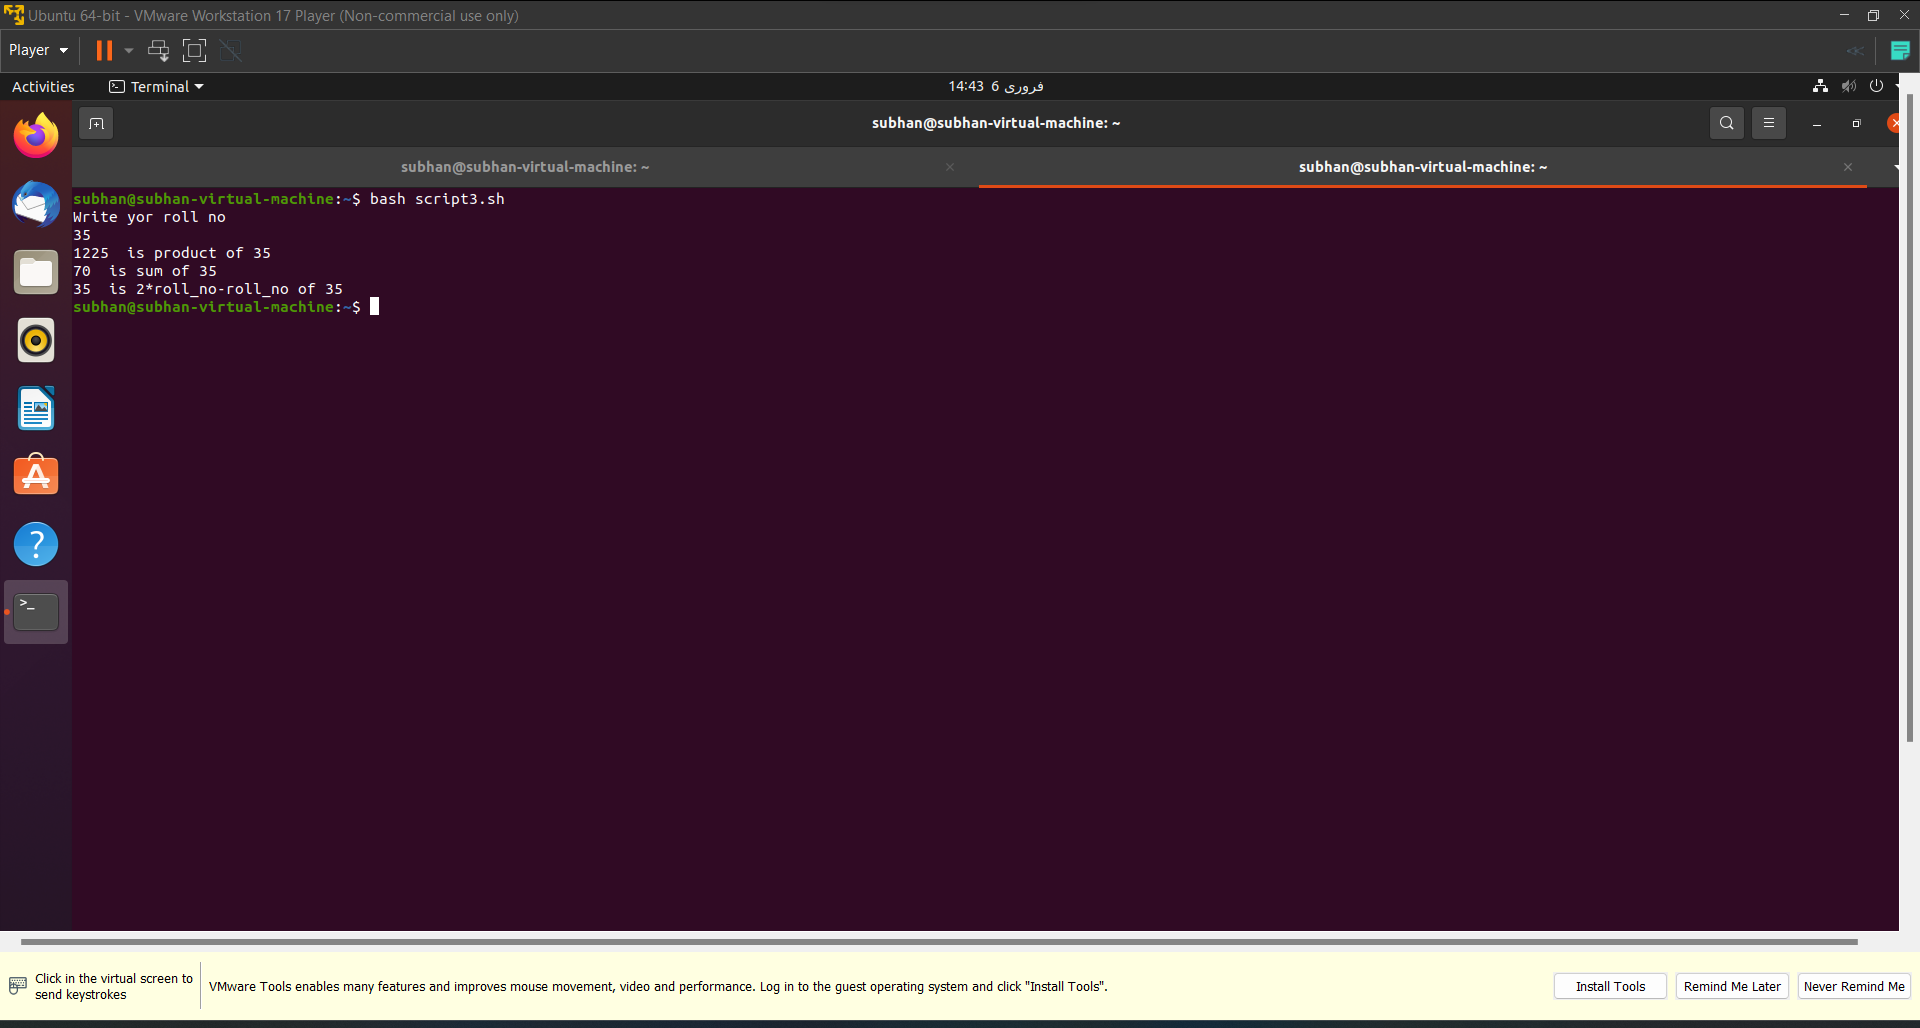 Ubuntu 64-bit - VMware Workstation 17 Player (Non-commercial use only)
Player
Activities
Terminal
14:43 6 فروری
subhan@subhan-virtual-machine: ~
subhan@subhan-virtual-machine: ~
subhan@subhan-virtual-machine: ~
subhan@subhan-virtual-machine:~$ bash script3.sh
Write yor roll no
35
1225  is product of 35
70  is sum of 35
35  is 2*roll_no-roll_no of 35
subhan@subhan-virtual-machine:~$
Click in the virtual screen to
send keystrokes
VMware Tools enables many features and improves mouse movement, video and performance. Log in to the guest operating system and click "Install Tools".
Install Tools
Remind Me Later
Never Remind Me